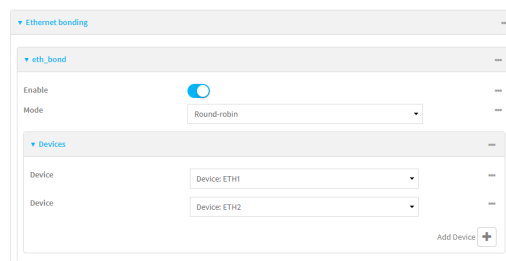 Ethernet bonding
eth_bond
Enable
Mode Round-robin
Devices
Device Device: ETH1
Device Device: ETH2
Add Device